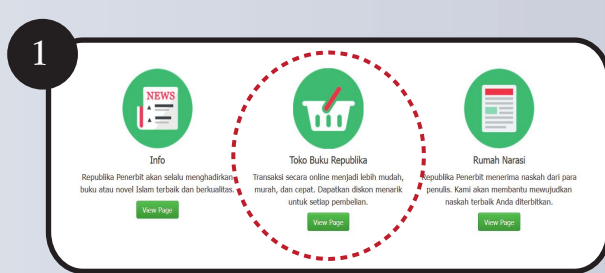 1
NEWS
Info
Republika Penerbit akan selalu menghadirkan
buku atau novel Islam terbaik dan berkualitas.
View Page
Toko Buku Republika
Transaksi secara online menjadi lebih mudah,
murah, dan cepat. Dapatkan diskon menarik
untuk setiap pembelian.
View Page
Rumah Narasi
Republika Penerbit menerima naskah dari para
penulis. Kami akan membantu mewujudkan
naskah terbaik Anda diterbitkan.
View Page